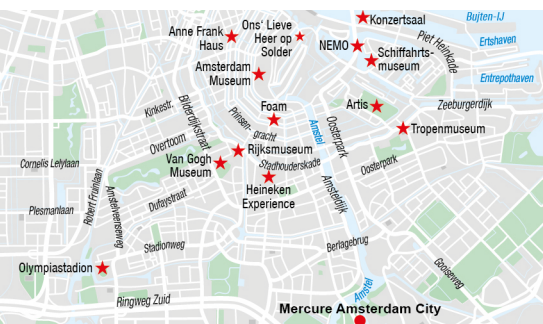 Buiten-IJ
Konzertsaal
Anne Frank
Haus
Ons' Lieve
Heer op
Solder
NEMO
Piet Heinkade
Ertshaven
Schiffahrts-
museum
Entrepothaven
Amsterdam
Museum
Kinkestr.
Bilderdijkstraat
Prinsen-
gracht
Foam
Artis
Zeeburgerdijk
Tropenmuseum
Amstel
Oosterpark
Overtoom
Rijksmuseum
Cornelis Lelylaan
Van Gogh
Museum
Stadhouderskade
Oosterpark
Heineken
Experience
Amsteldijk
Robert Fruinlaan
Amstelveenseweg
Dufaystraat
Plesmanlaan
Stadionweg
Berlagebrug
Gooiseweg
Olympiastadion
Amstel
Ringweg Zuid
Mercure Amsterdam City